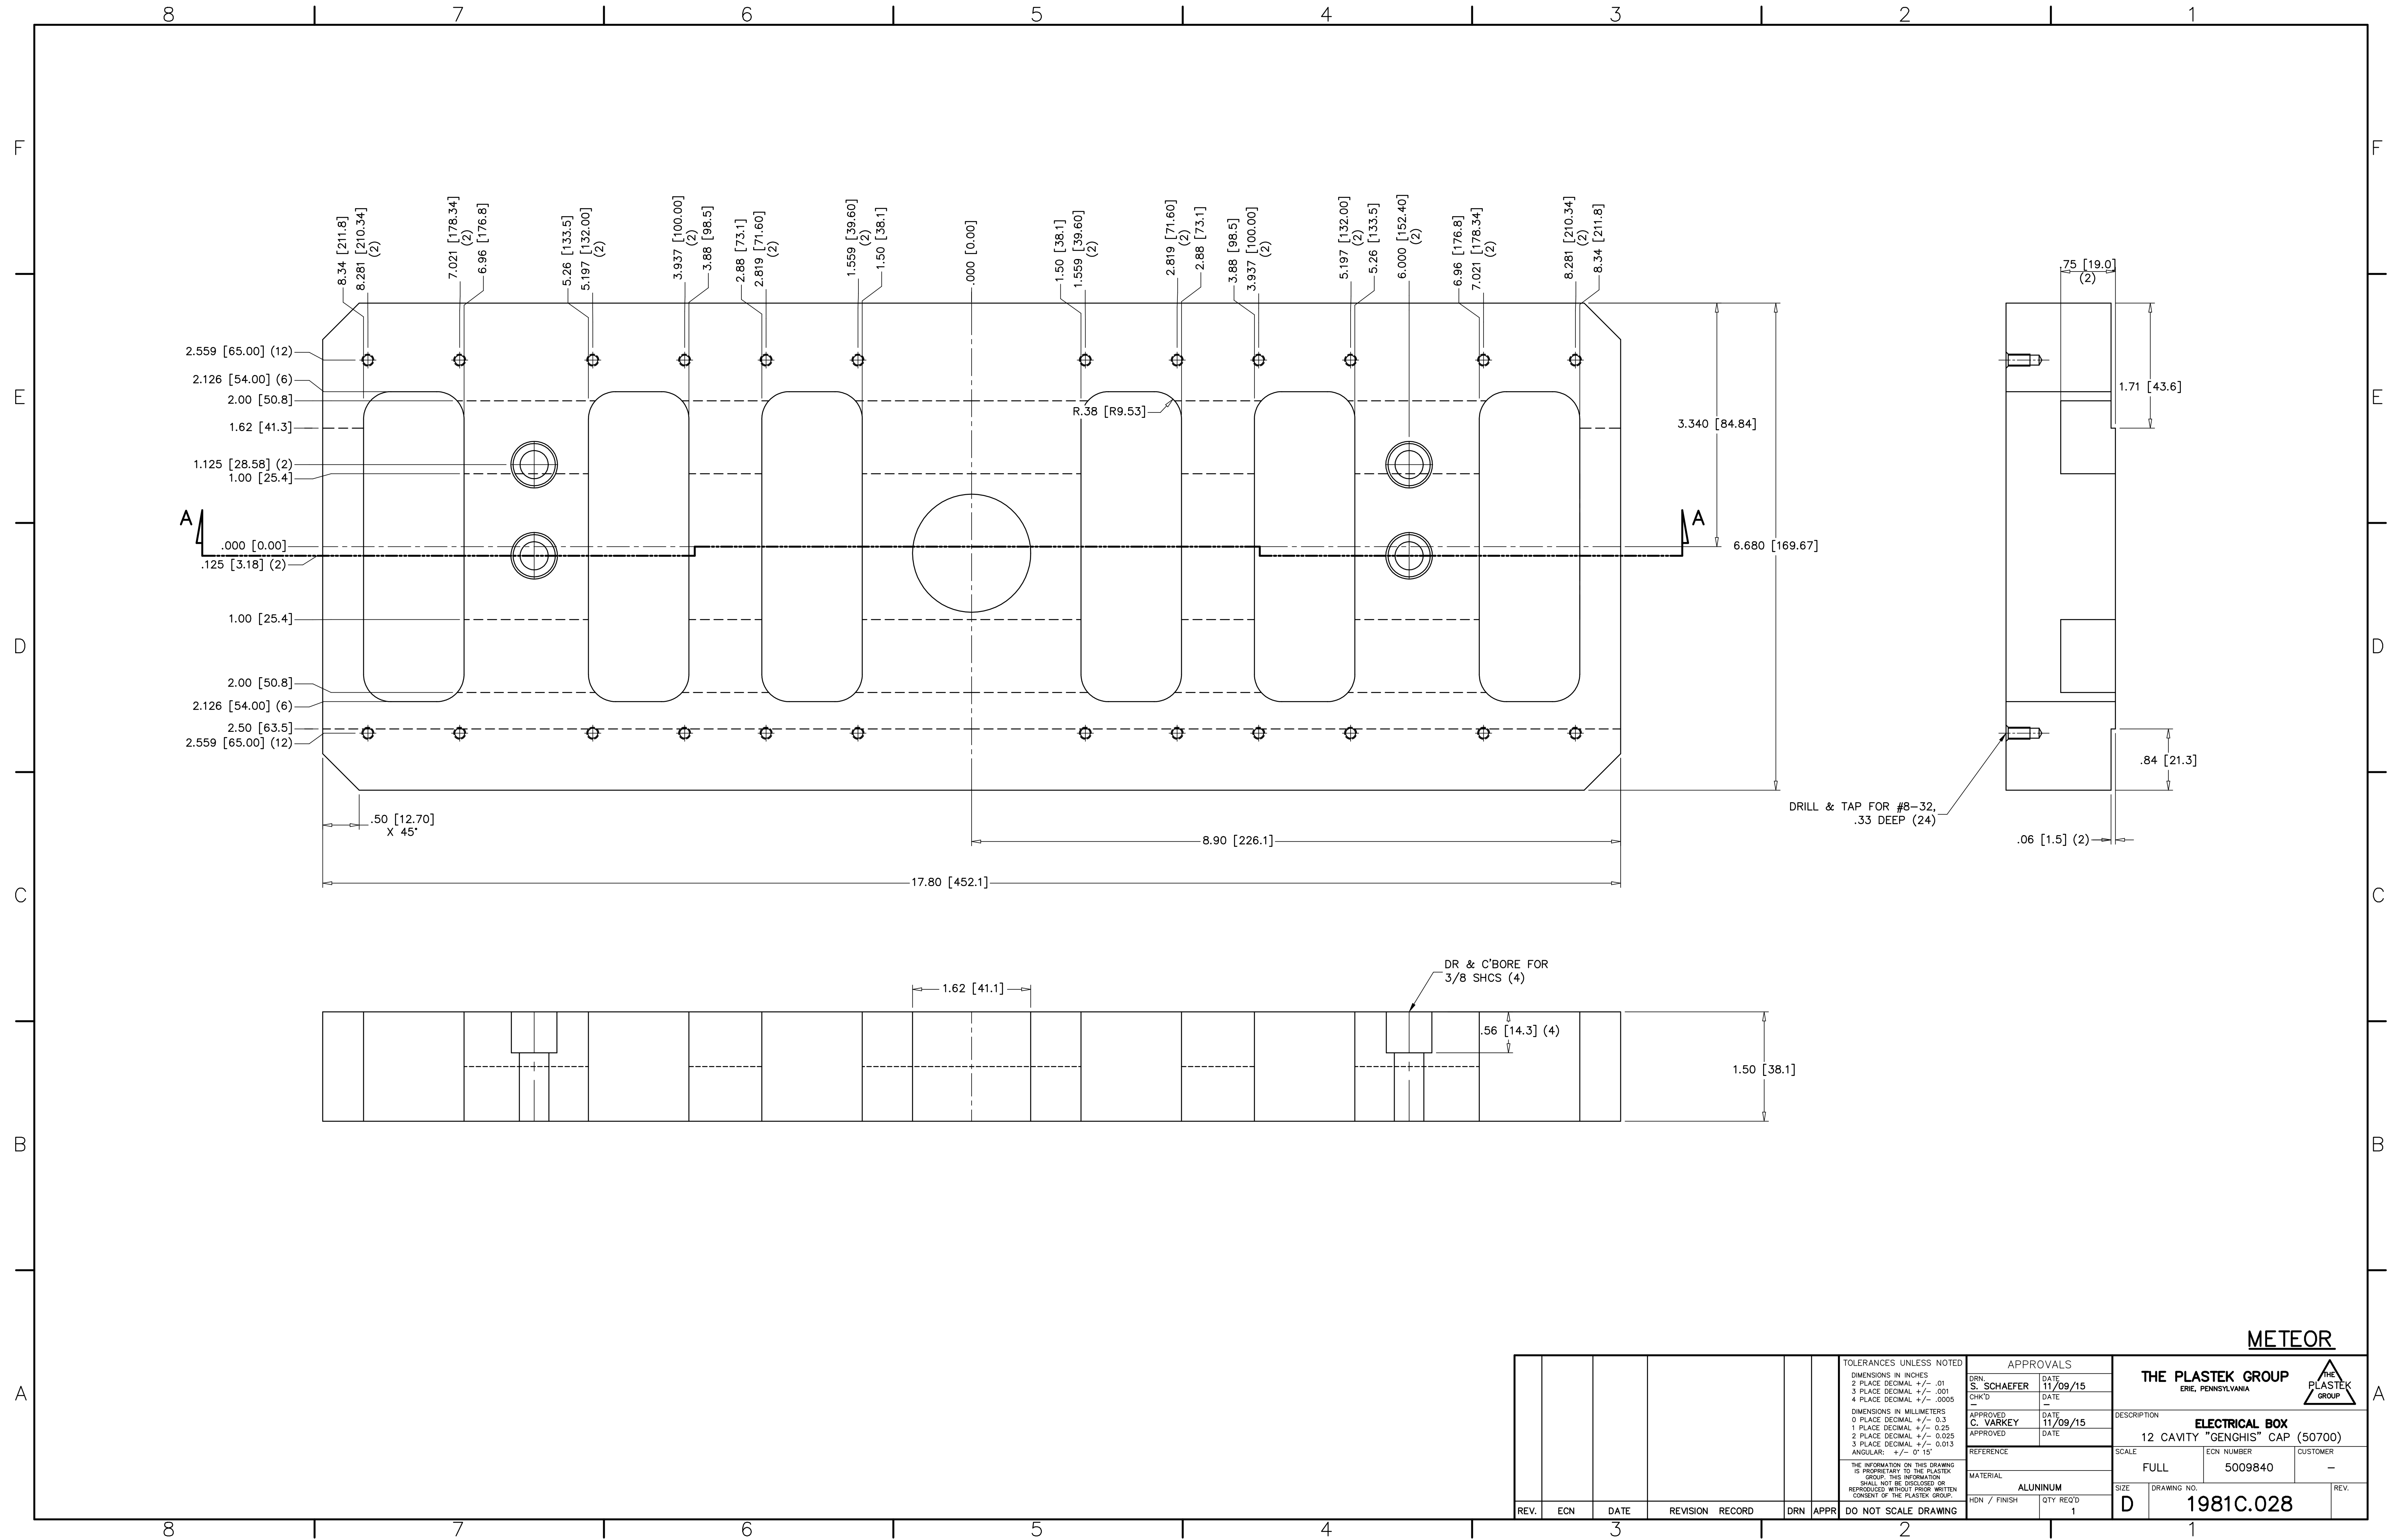 8 7 6 5 4 3 2 1
F
F
8.34 [211.8]
8.281 [210.34]
(2)
7.021 [178.34]
(2)
6.96 [176.8]
5.26 [133.5]
5.197 [132.00]
(2)
3.937 [100.00]
(2)
3.88 [98.5]
2.88 [73.1]
2.819 [71.60]
(2)
1.559 [39.60]
(2)
1.50 [38.1]
.000 [0.00]
1.50 [38.1]
1.559 [39.60]
(2)
2.819 [71.60]
(2)
2.88 [73.1]
3.88 [98.5]
3.937 [100.00]
(2)
5.197 [132.00]
(2)
5.26 [133.5]
6.000 [152.40]
(2)
6.96 [176.8]
7.021 [178.34]
(2)
8.281 [210.34]
(2)
8.34 [211.8]
.75 [19.0]
(2)
2.559 [65.00] (12)
2.126 [54.00] (6)
E
E
2.00 [50.8]
1.62 [41.3]
1.125 [28.58] (2)
1.00 [25.4]
R.38 [R9.53]
3.340 [84.84]
1.71 [43.6]
A
A
.000 [0.00]
.125 [3.18] (2)
6.680 [169.67]
1.00 [25.4]
D
D
2.00 [50.8]
2.126 [54.00] (6)
2.50 [63.5]
2.559 [65.00] (12)
.84 [21.3]
DRILL & TAP FOR #8-32,
.33 DEEP (24)
.50 [12.70]
X 45°
8.90 [226.1]
.06 [1.5] (2)
17.80 [452.1]
C
C
DR & C'BORE FOR
3/8 SHCS (4)
1.62 [41.1]
.56 [14.3] (4)
1.50 [38.1]
B
B
METEOR
A
A
TOLERANCES UNLESS NOTED
DIMENSIONS IN INCHES
2 PLACE DECIMAL +/- .01
3 PLACE DECIMAL +/- .001
4 PLACE DECIMAL +/- .0005
DIMENSIONS IN MILLIMETERS
0 PLACE DECIMAL +/- 0.3
1 PLACE DECIMAL +/- 0.25
2 PLACE DECIMAL +/- 0.025
3 PLACE DECIMAL +/- 0.013
ANGULAR: +/- 0° 15'
THE INFORMATION ON THIS DRAWING
IS PROPRIETARY TO THE PLASTEK
GROUP. THIS INFORMATION
SHALL NOT BE DISCLOSED OR
REPRODUCED WITHOUT PRIOR WRITTEN
CONSENT OF THE PLASTEK GROUP.
DO NOT SCALE DRAWING
REV. ECN DATE REVISION RECORD DRN APPR
APPROVALS
DRN. DATE
S. SCHAEFER 11/09/15
CHK'D DATE
- -
APPROVED DATE
C. VARKEY 11/09/15
APPROVED DATE
REFERENCE
MATERIAL
ALUNINUM
HDN / FINISH QTY REQ'D
1
THE PLASTEK GROUP
ERIE, PENNSYLVANIA
THE
PLASTEK
GROUP
DESCRIPTION
ELECTRICAL BOX
12 CAVITY "GENGHIS" CAP (50700)
SCALE ECN NUMBER CUSTOMER
FULL 5009840 -
SIZE DRAWING NO. REV.
D 1981C.028
8 7 6 5 4 3 2 1